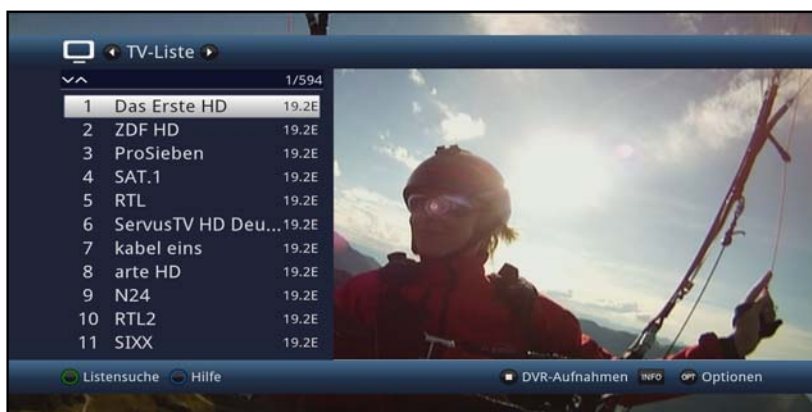 TV-Liste
1/594
1 Das Erste HD 19.2E
2 ZDF HD 19.2E
3 ProSieben 19.2E
4 SAT.1 19.2E
5 RTL 19.2E
6 ServusTV HD Deu... 19.2E
7 kabel eins 19.2E
8 arte HD 19.2E
9 N24 19.2E
10 RTL2 19.2E
11 SIXX 19.2E
Listensuche Hilfe DVR-Aufnahmen INFO OPT Optionen